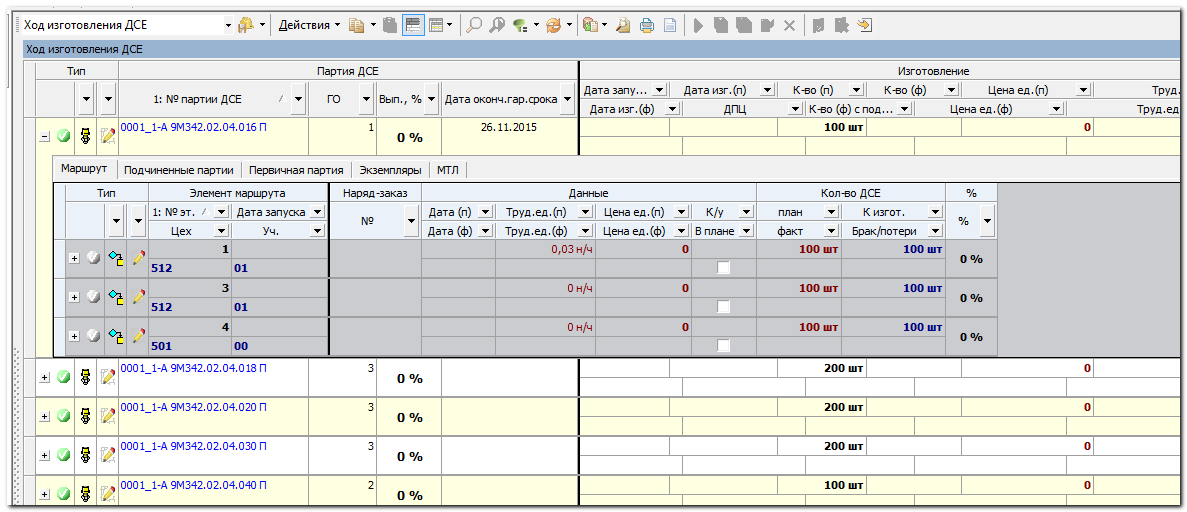 Ход изготовления ДСЕ Действия
Ход изготовления ДСЕ
Тип Партия ДСЕ Изготовление
1: № партии ДСЕ ГО Вып., % Дата оконч.гар.срока Дата запу... Дата изг.(п) К-во (п) К-во (ф) Цена ед.(п) Труд.
Дата изг.(ф) ДПЦ К-во (ф) с под... Цена ед.(ф) Труд.ед
0001_1-А 9М342.02.04.016 П 1 0 % 26.11.2015 100 шт 0
Маршрут Подчиненные партии Первичная партия Экземпляры МТЛ
Тип Элемент маршрута Наряд-заказ Данные Кол-во ДСЕ %
1: № эт. Дата запуска № Дата (п) Труд.ед.(п) Цена ед.(п) К/у план К изгот. %
Цех Уч. Дата (ф) Труд.ед.(ф) Цена ед.(ф) В плане факт Брак/потери
1 0,03 н/ч 0 100 шт 100 шт 0 %
512 01
3 0 н/ч 0 100 шт 100 шт 0 %
512 01
4 0 н/ч 0 100 шт 100 шт 0 %
501 00
0001_1-А 9М342.02.04.018 П 3 0 % 200 шт 0
0001_1-А 9М342.02.04.020 П 3 0 % 200 шт 0
0001_1-А 9М342.02.04.030 П 3 0 % 200 шт 0
0001_1-А 9М342.02.04.040 П 2 0 % 100 шт 0